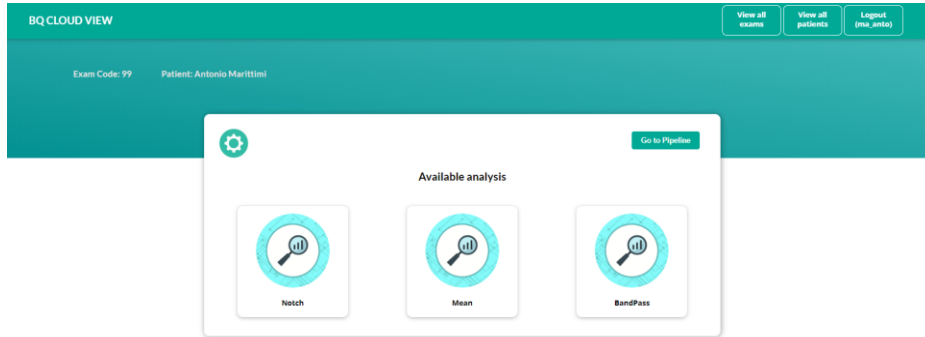 BQ CLOUD VIEW
View all
exams
View all
patients
Logout
(ma_anto)
Exam Code: 99
Patient: Antonio Marittimi
Go to Pipeline
Available analysis
Notch
Mean
BandPass